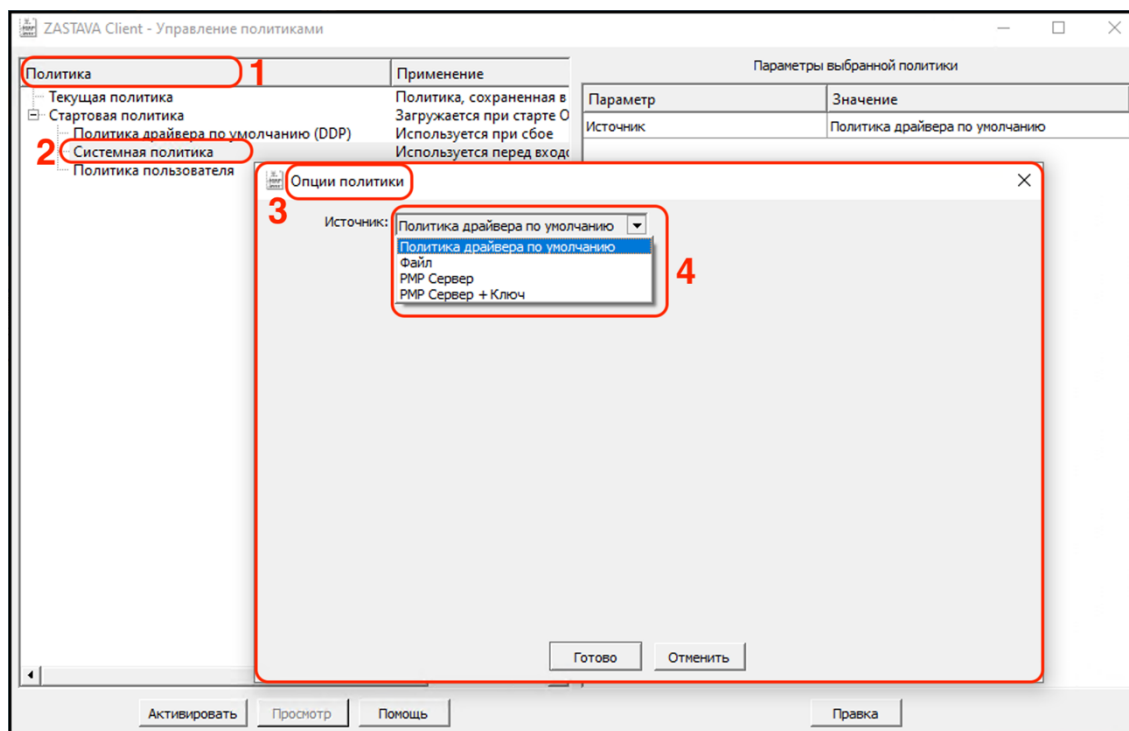 ZASTAVA Client - Управление политиками
Политика
1
Применение
Параметры выбранной политики
Параметр
Значение
Текущая политика
Политика, сохраненная в
Стартовая политика
Загружается при старте О
Источник
Политика драйвера по умолчанию
Политика драйвера по умолчанию (DDP)
Используется при сбое
2
Системная политика
Используется перед входо
Политика пользователя
Опции политики
3
Источник:
Политика драйвера по умолчанию
Политика драйвера по умолчанию
Файл
PMP Сервер
PMP Сервер + Ключ
4
Готово
Отменить
Активировать
Просмотр
Помощь
Правка